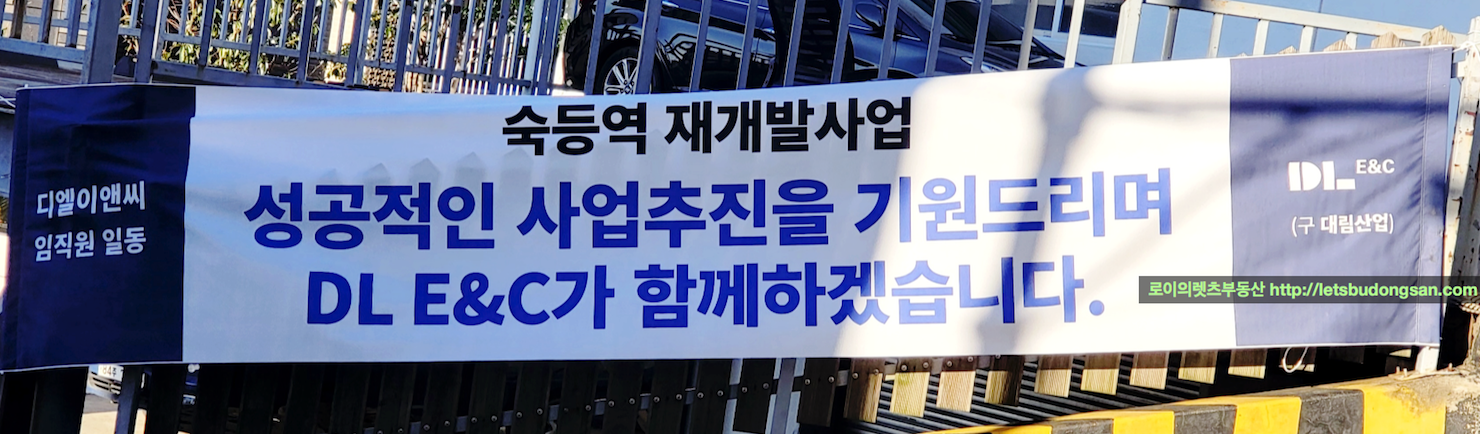 숙등역 재개발사업
성공적인 사업추진을 기원드리며
DL E&C가 함께하겠습니다.
디엘이앤씨
임직원 일동
DL E&C
(구 대림산업)
로이의렛츠부동산 http://letsbudongsan.com